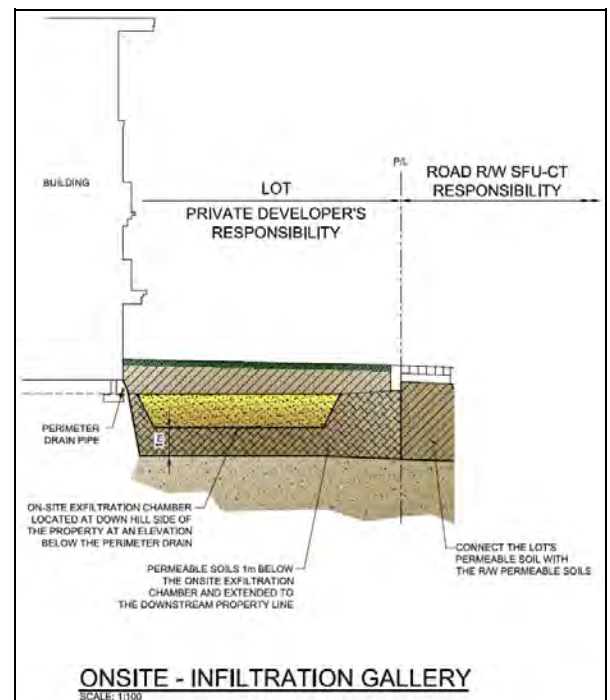 BUILDING
LOT
PRIVATE DEVELOPER'S
RESPONSIBILITY
P/L
ROAD R/W SFU-CT
RESPONSIBILITY
PERIMETER
DRAIN PIPE
1m
ON-SITE EXFILTRATION CHAMBER
LOCATED AT DOWN HILL SIDE OF
THE PROPERTY AT AN ELEVATION
BELOW THE PERIMETER DRAIN
PERMEABLE SOILS 1m BELOW
THE ONSITE EXFILTRATION
CHAMBER AND EXTENDED TO
THE DOWNSTREAM PROPERTY LINE
CONNECT THE LOT'S
PERMEABLE SOIL WITH
THE R/W PERMEABLE SOILS
ONSITE - INFILTRATION GALLERY
SCALE: 1:100